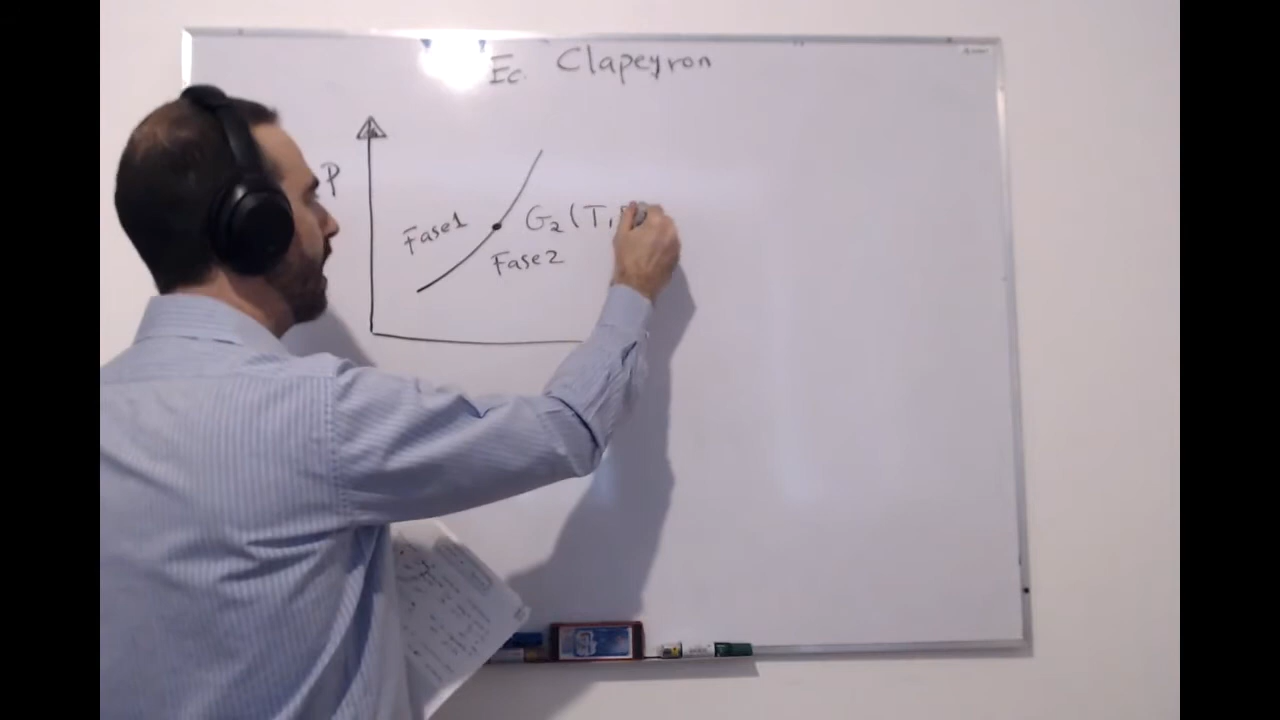 Ec. Clapeyron
P
Fase1
G₂(T,
Fase2